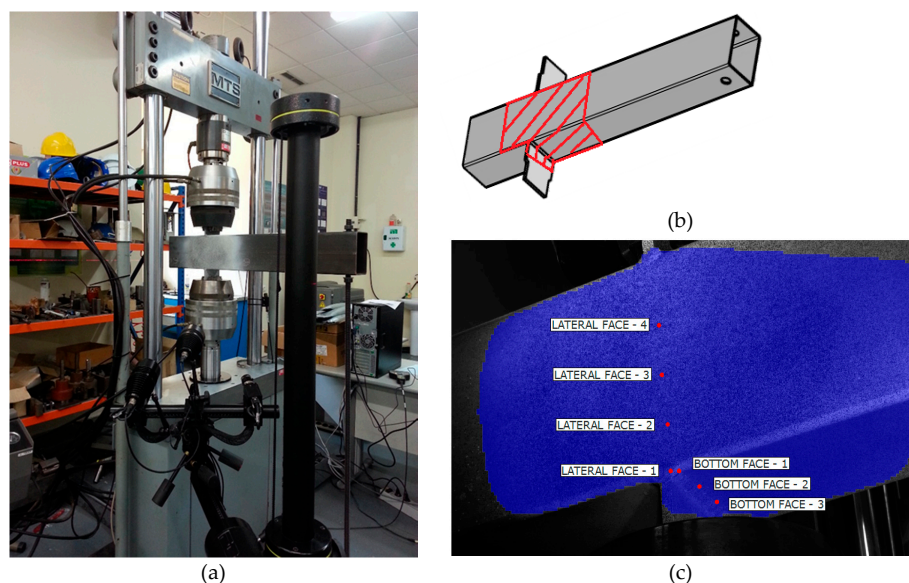 MTS
PLUS
(a)
(b)
LATERAL FACE - 4
LATERAL FACE - 3
LATERAL FACE - 2
LATERAL FACE - 1
BOTTOM FACE - 1
BOTTOM FACE - 2
BOTTOM FACE - 3
(c)